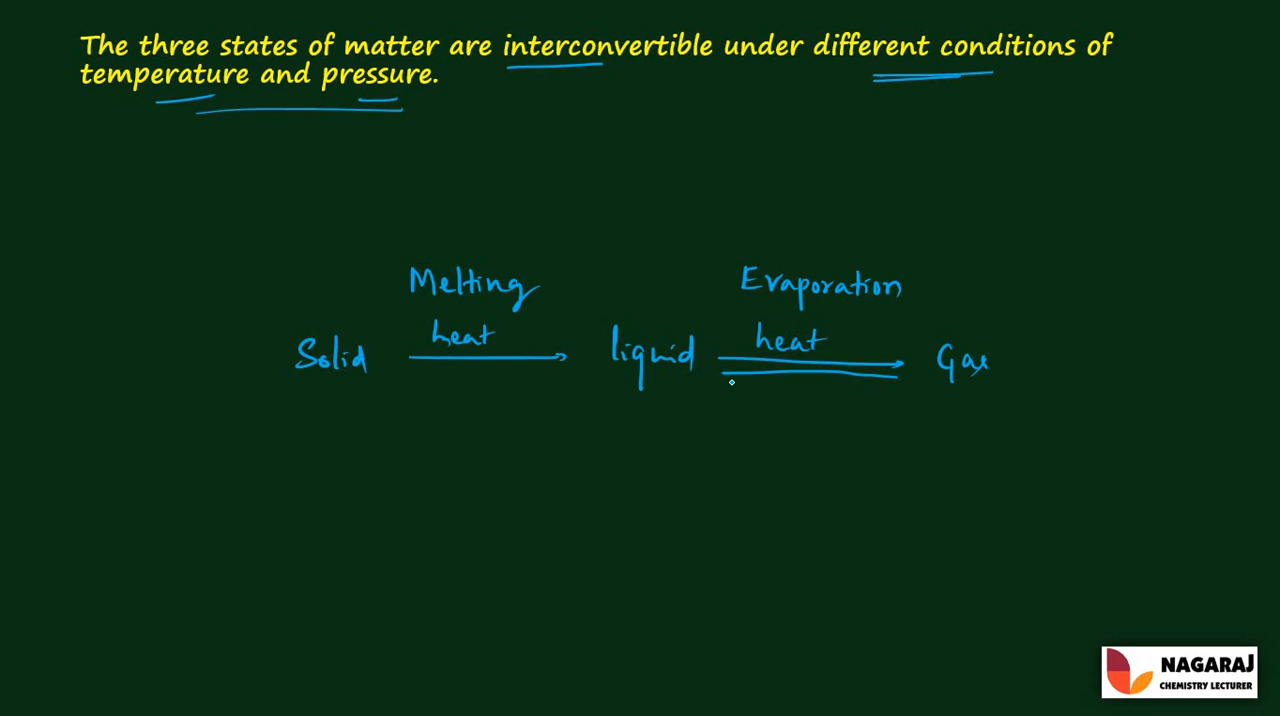 The three states of matter are interconvertible under different conditions of
temperature and pressure.
Melting Evaporation
heat heat
Solid liquid Gas
NAGARAJ
CHEMISTRY LECTURER